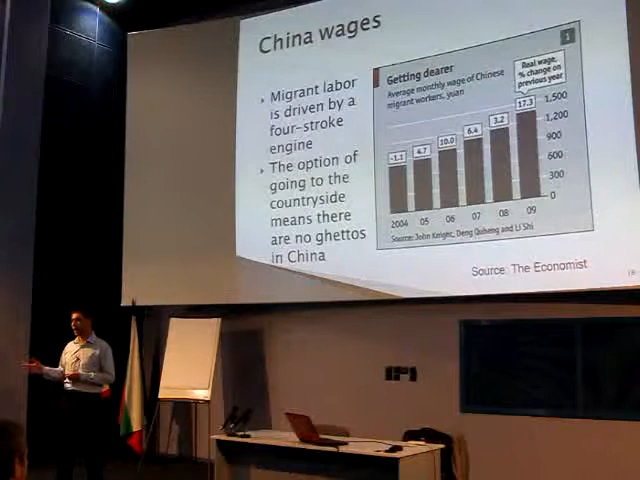 China wages
Migrant labor
is driven by a
four-stroke
engine
The option of
going to the
countryside
means there
are no ghettos
in China
1
Getting dearer
Average monthly wage of Chinese
migrant workers, yuan
Real wage,
% change on
previous year
-1.1 4.7 10.0 6.4 3.2 17.3
1,500
1,200
900
600
300
0
2004 05 06 07 08 09
Source: John Knight, Deng Quheng and Li Shi
Source: The Economist